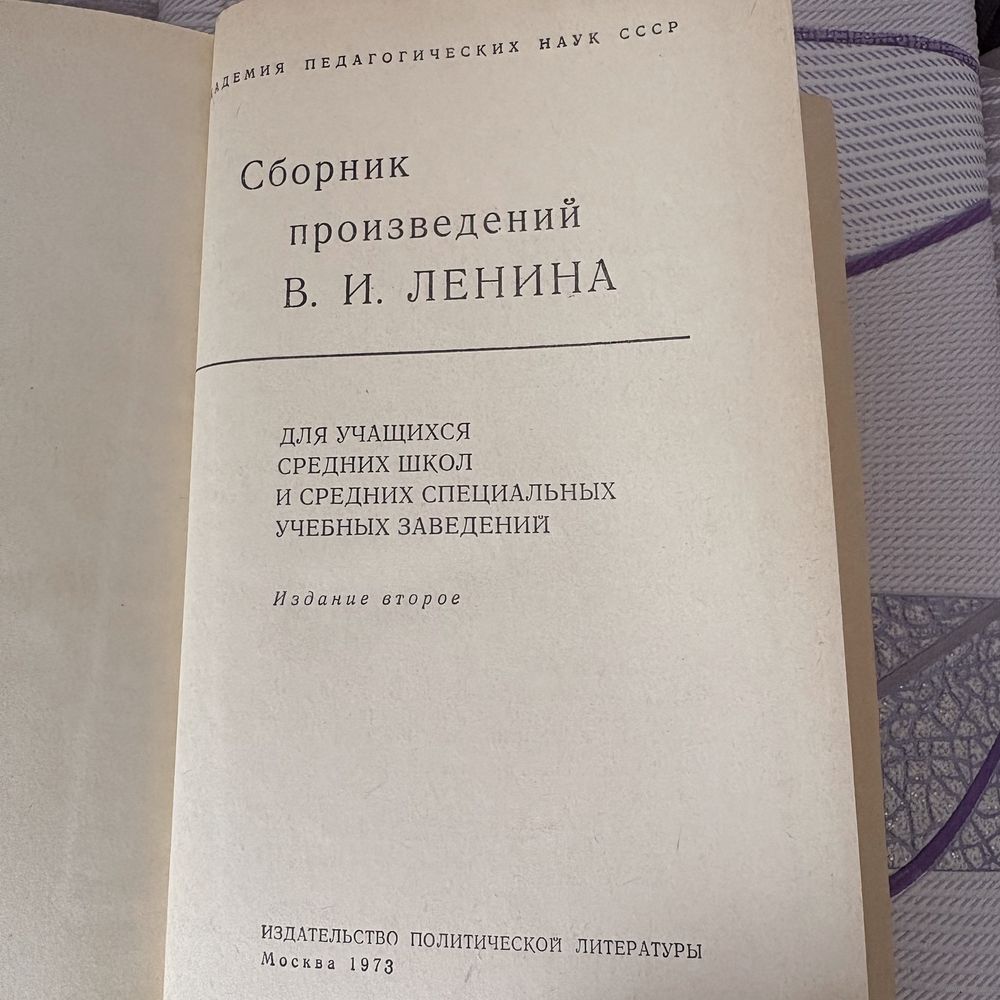 АКАДЕМИЯ ПЕДАГОГИЧЕСКИХ НАУК СССР
Сборник
произведений
В. И. ЛЕНИНА
ДЛЯ УЧАЩИХСЯ
СРЕДНИХ ШКОЛ
И СРЕДНИХ СПЕЦИАЛЬНЫХ
УЧЕБНЫХ ЗАВЕДЕНИЙ
Издание второе
ИЗДАТЕЛЬСТВО ПОЛИТИЧЕСКОЙ ЛИТЕРАТУРЫ
Москва 1973